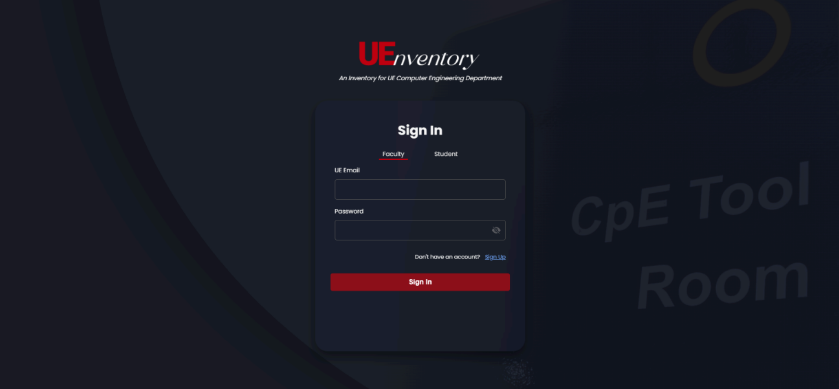 UEnventory
An Inventory for UE Computer Engineering Department
Sign In
Faculty Student
UE Email
Password
Don't have an account? Sign Up
Sign In
CpE Tool
Room